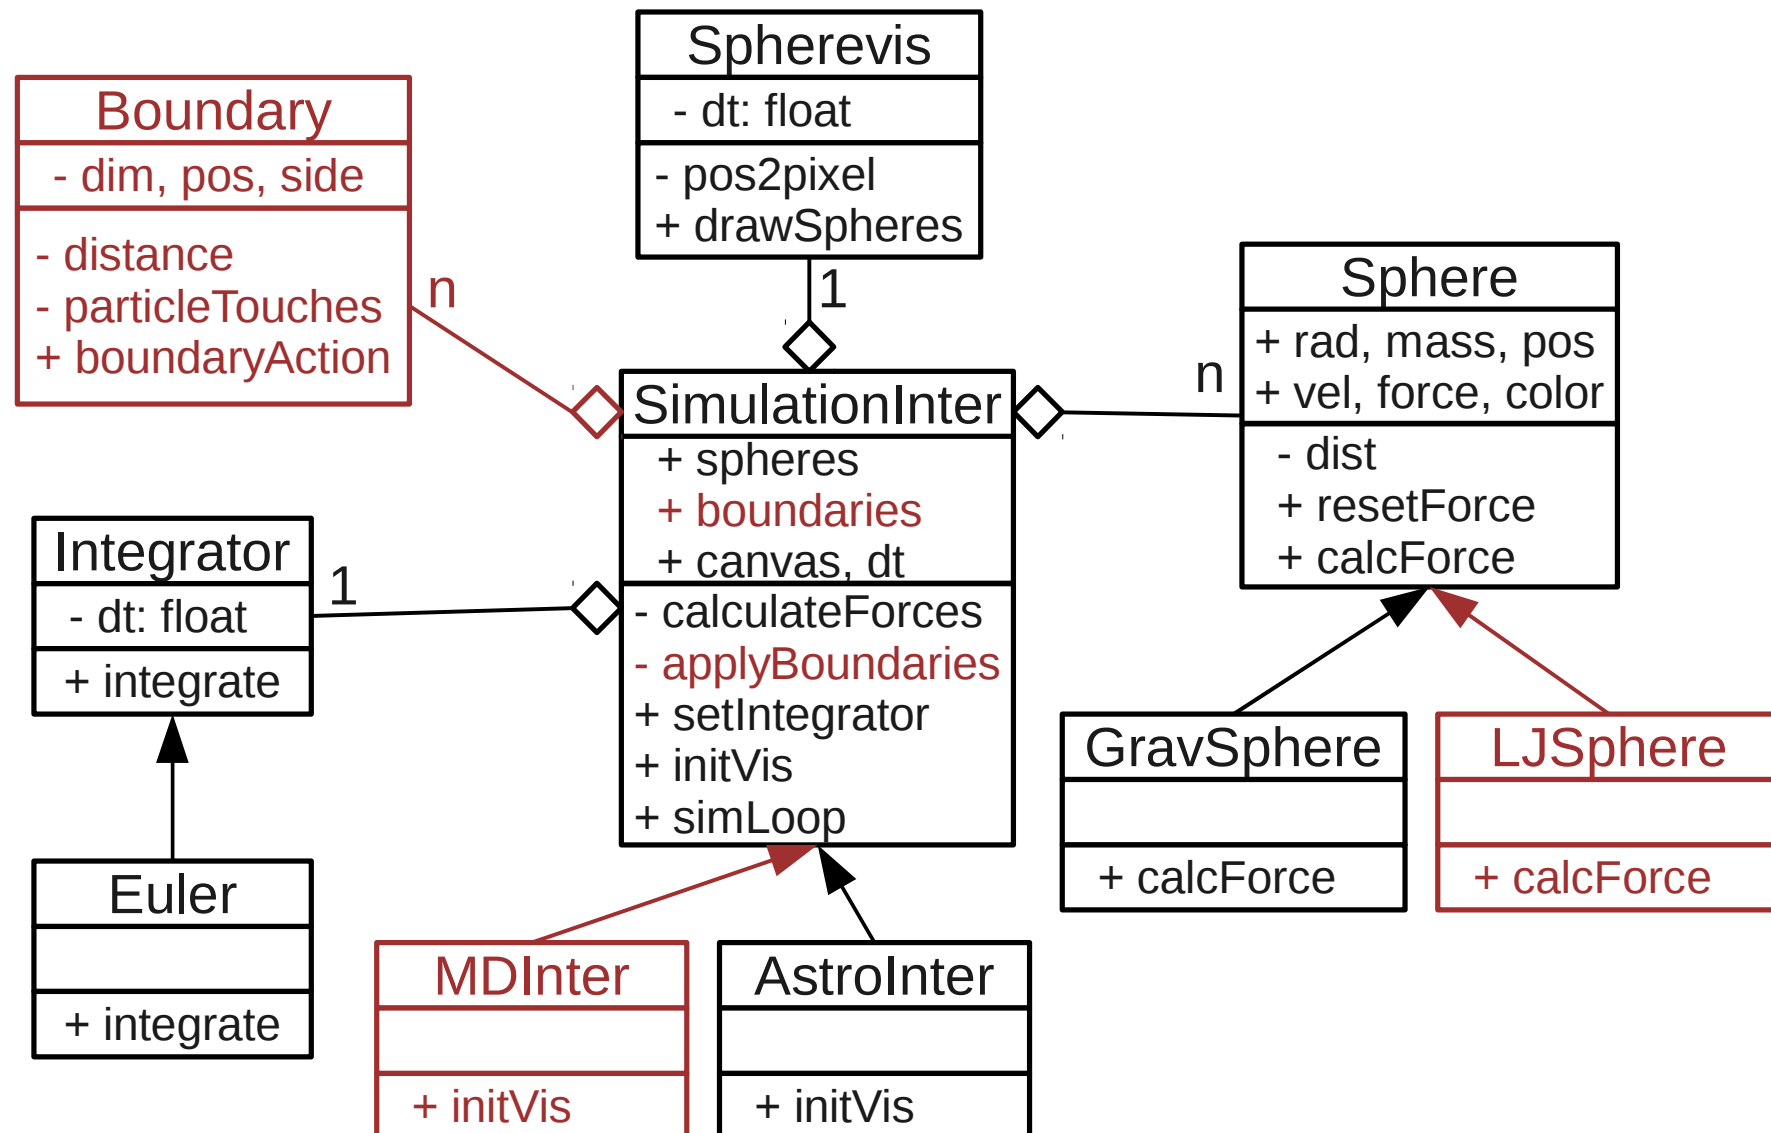 Spherevis
- dt: float
- pos2pixel
+ drawSpheres
1
Boundary
- dim, pos, side
- distance
- particleTouches
+ boundaryAction
n
Sphere
+ rad, mass, pos
+ vel, force, color
- dist
+ resetForce
+ calcForce
n
SimulationInter
+ spheres
+ boundaries
+ canvas, dt
- calculateForces
- applyBoundaries
+ setIntegrator
+ initVis
+ simLoop
Integrator
- dt: float
+ integrate
1
Euler
+ integrate
MDInter
+ initVis
AstroInter
+ initVis
GravSphere
+ calcForce
LJSphere
+ calcForce